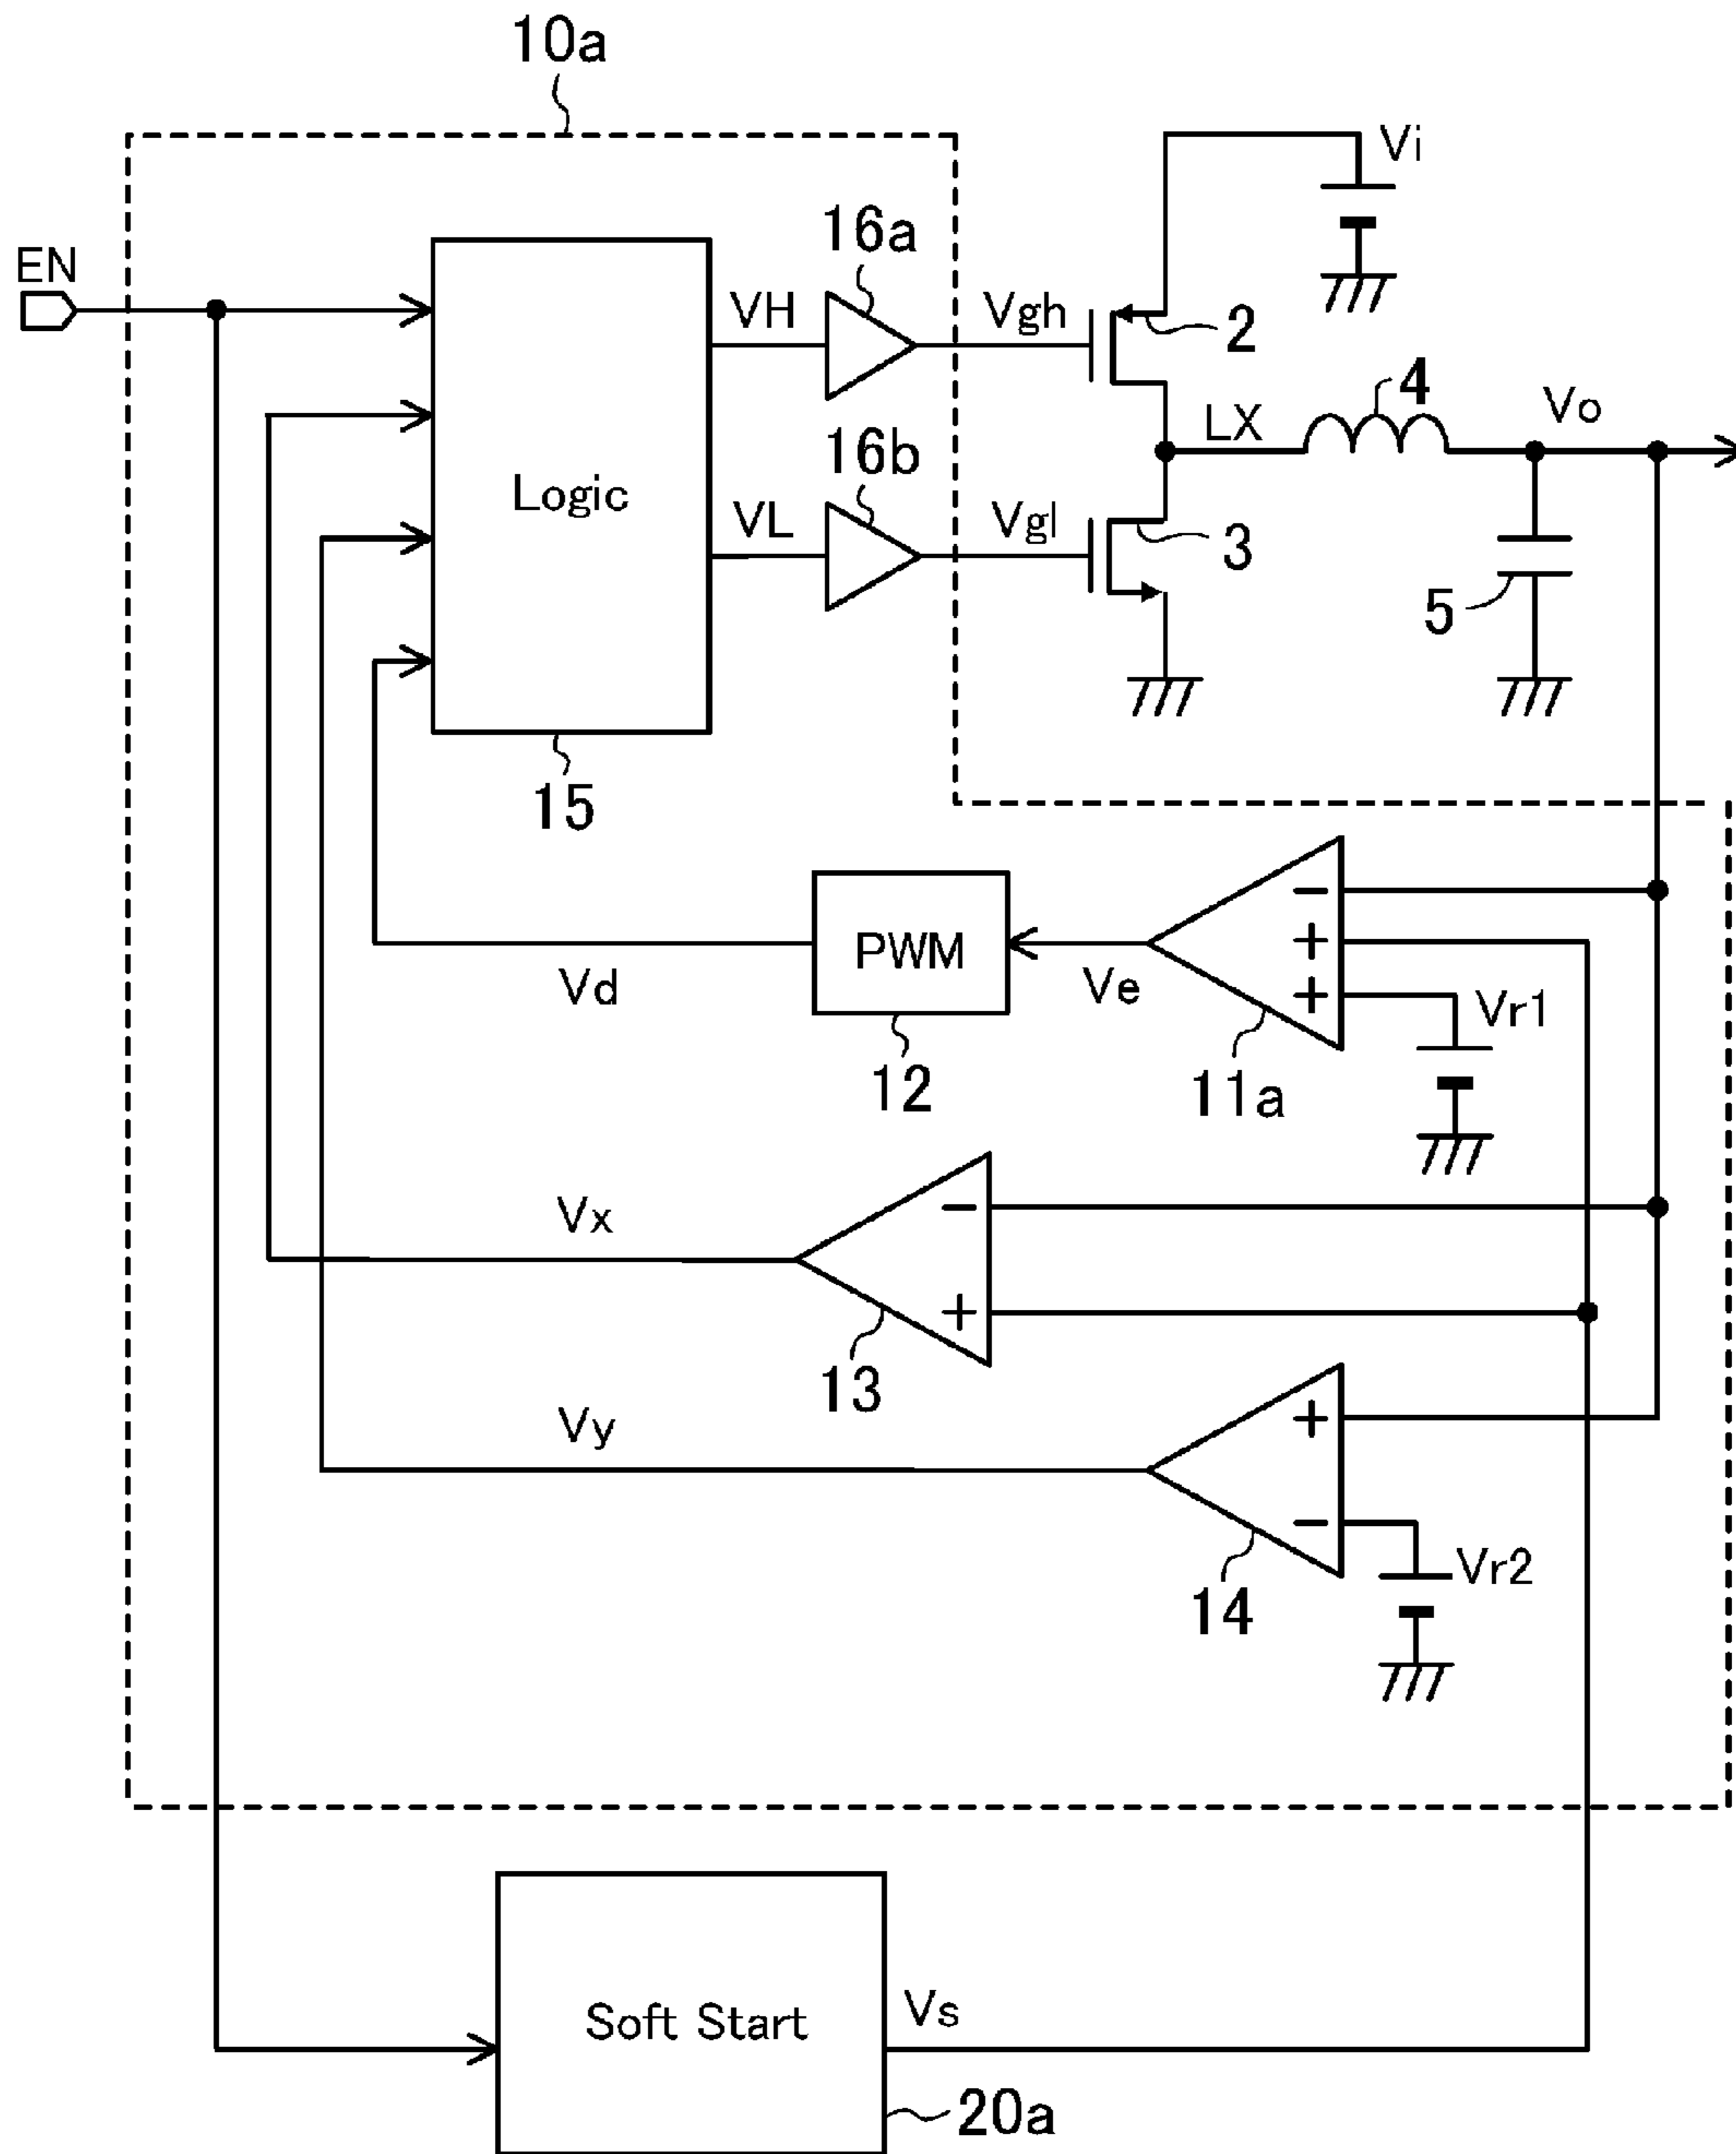 10a
Vi
EN
16a
VH
Vgh
2
4
LX
Vo
16b
Logic
VL
Vgl
3
5
15
PWM
-
+
+
Vd
Ve
Vr1
12
11a
Vx
-
+
13
Vy
+
-
Vr2
14
Soft Start
Vs
20a